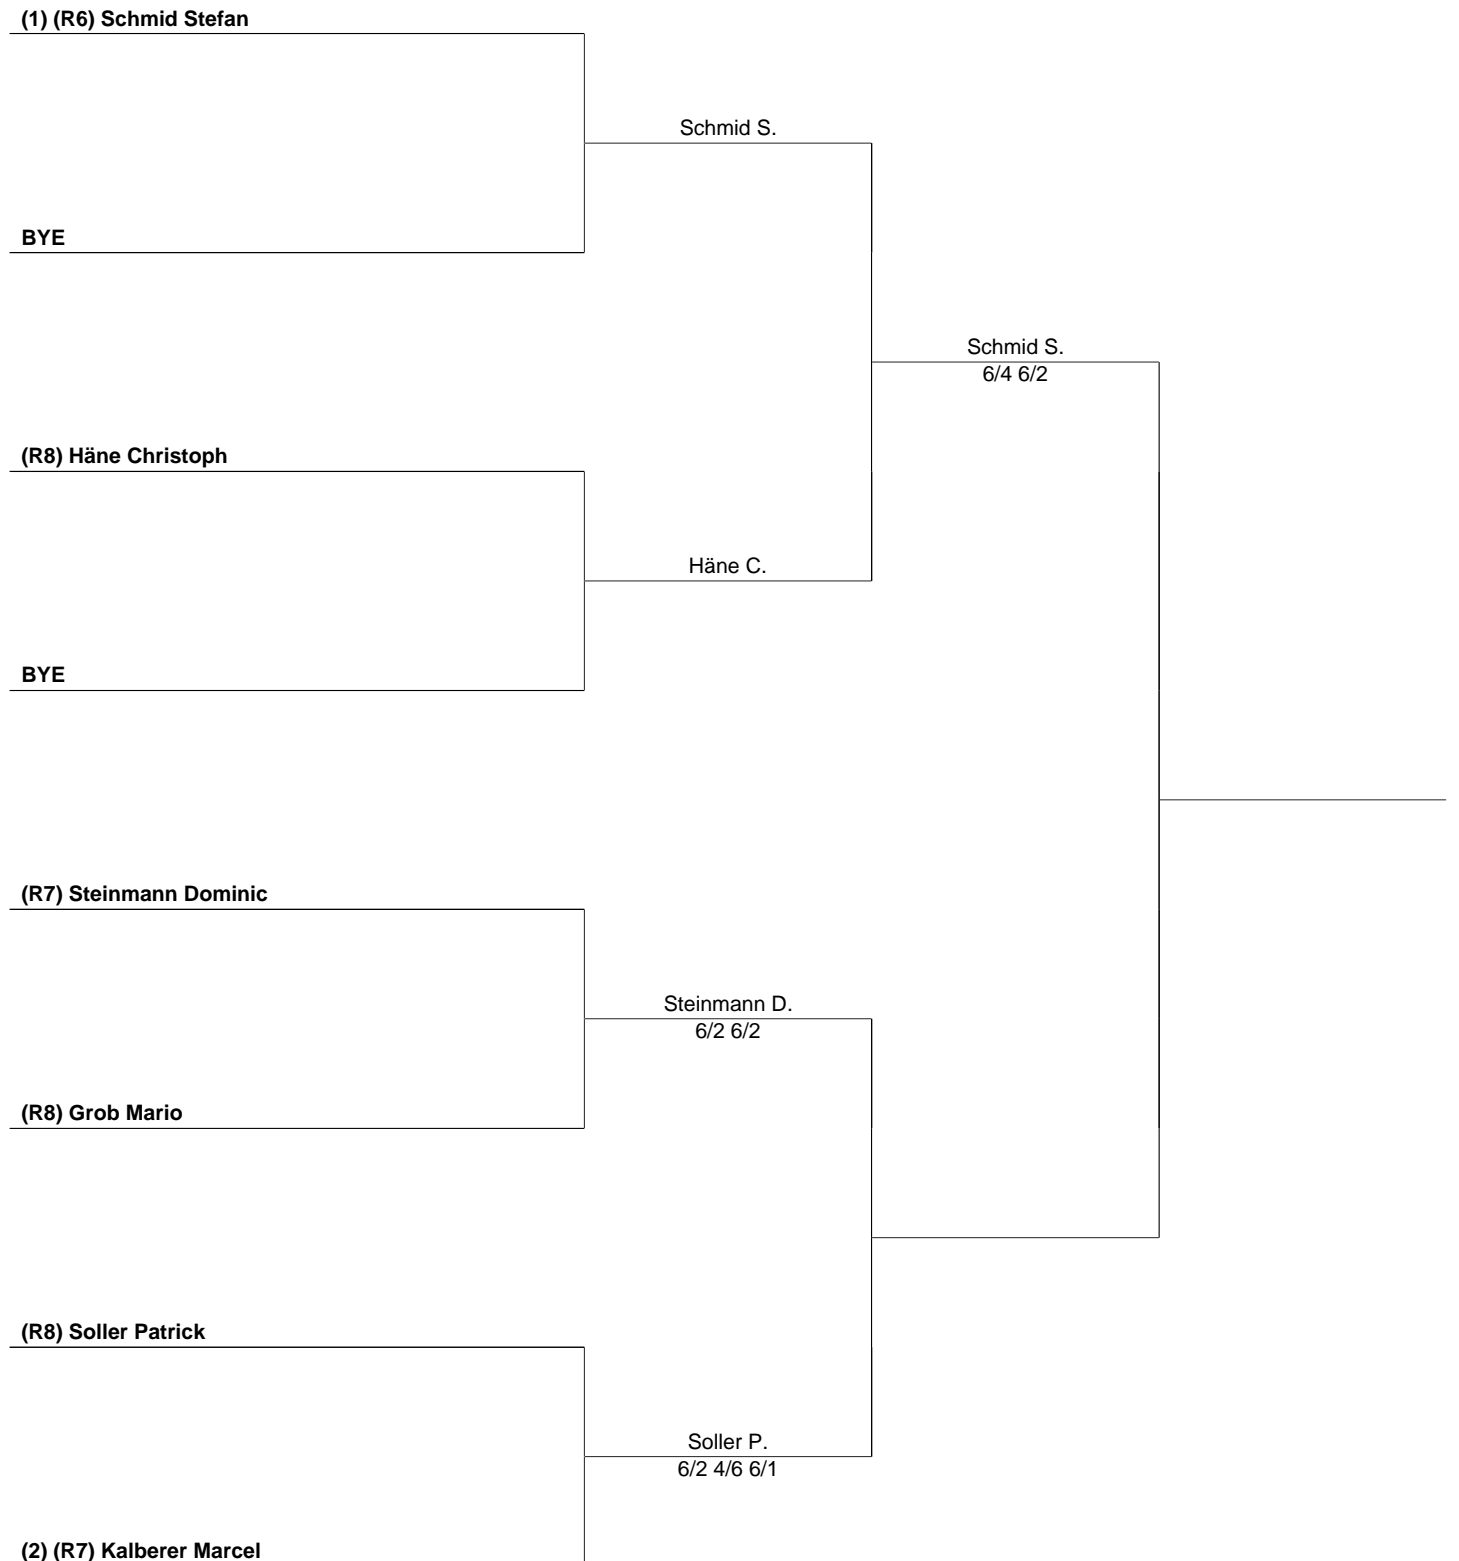 (1) (R6) Schmid Stefan
Schmid S.
BYE
Schmid S.
6/4 6/2
(R8) Häne Christoph
Häne C.
BYE
(R7) Steinmann Dominic
Steinmann D.
6/2 6/2
(R8) Grob Mario
(R8) Soller Patrick
Soller P.
6/2 4/6 6/1
(2) (R7) Kalberer Marcel